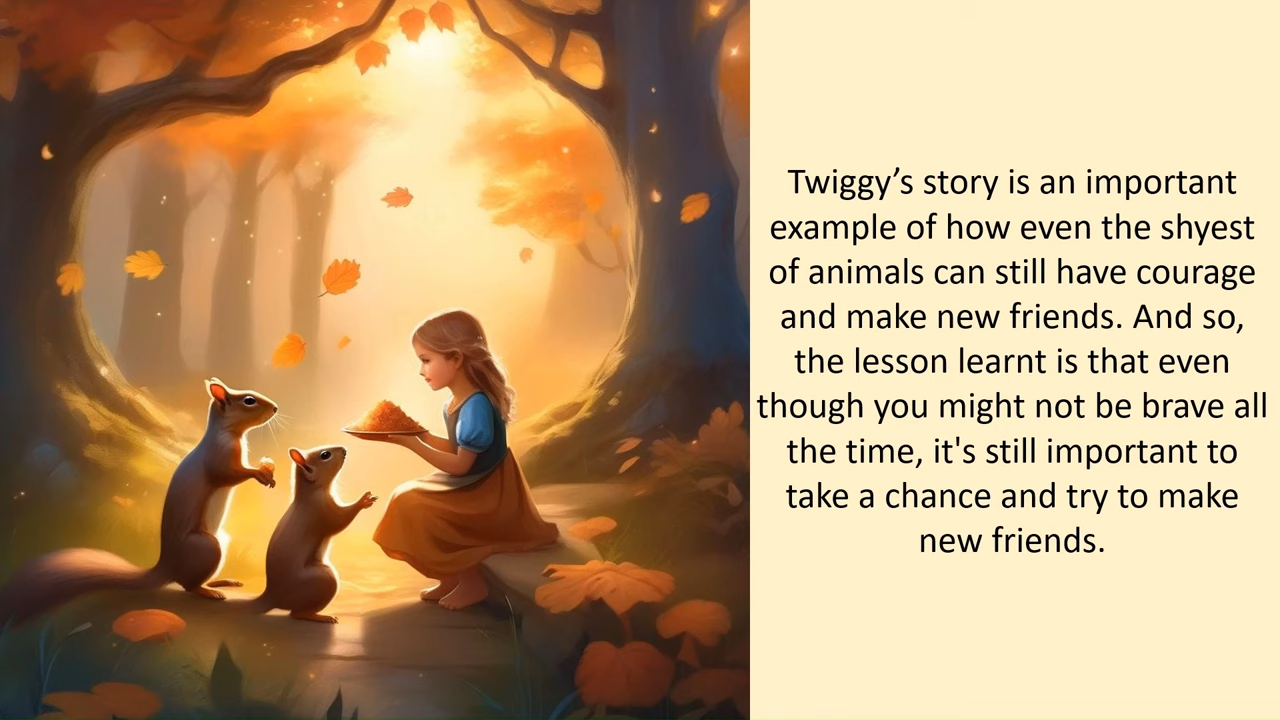 Twiggy’s story is an important
example of how even the shyest
of animals can still have courage
and make new friends. And so,
the lesson learnt is that even
though you might not be brave all
the time, it's still important to
take a chance and try to make
new friends.